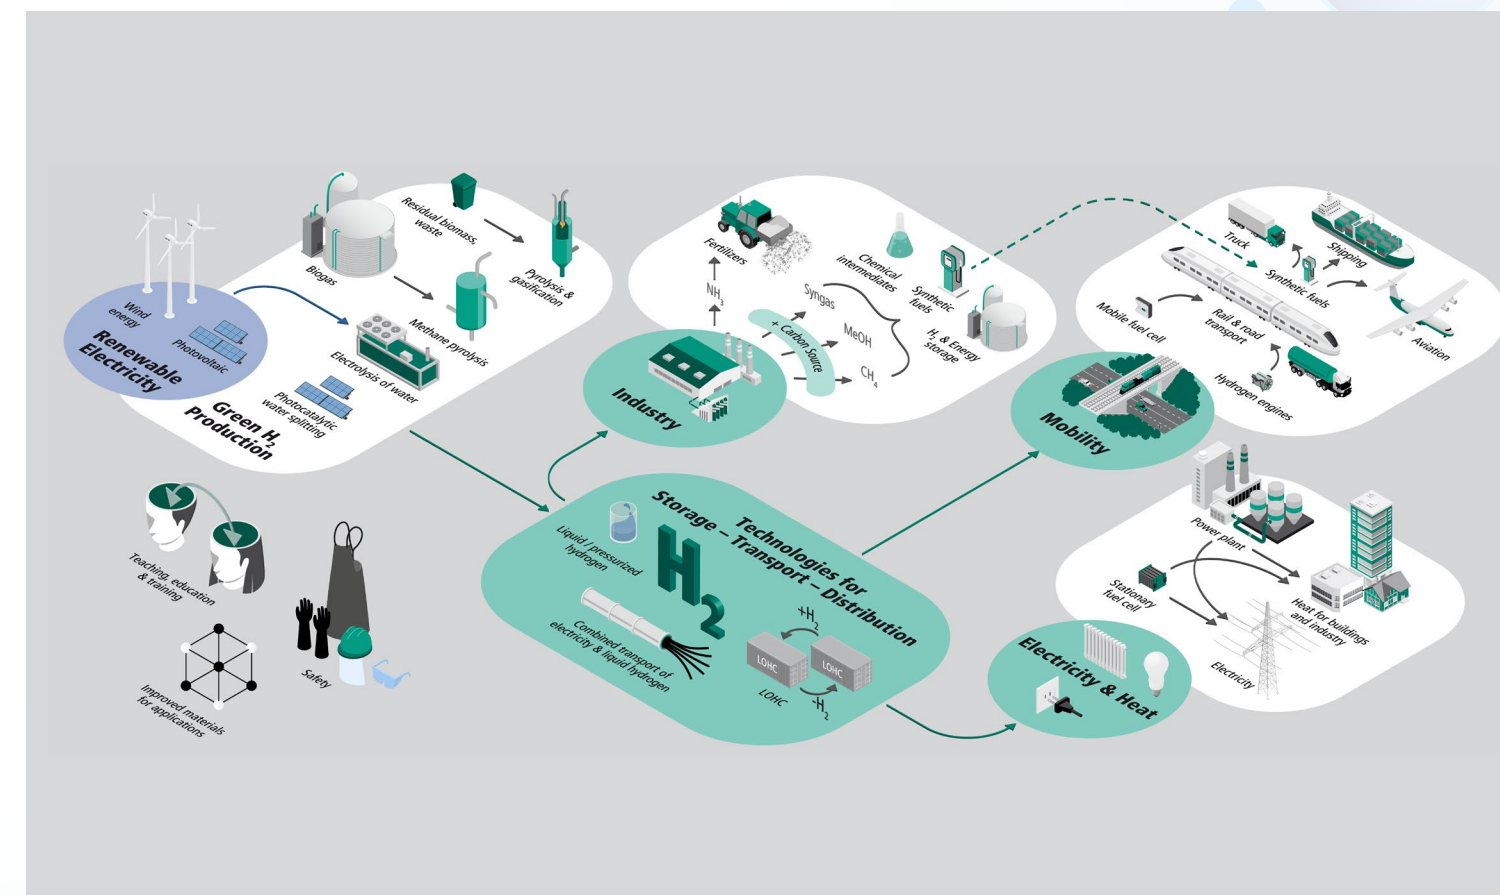 Wind
energy
Photovoltaic
Renewable
Electricity
Biogas
Residual biomass,
waste
Pyrolysis &
gasification
Methane pyrolysis
Electrolysis of water
Photocatalytic
water splitting
Green H2
Production
Fertilizers
NH3
Chemical
intermediates
Synthetic
fuels
H2 & Energy
storage
Syngas
MeOH
CH4
+ Carbon Source
Industry
Truck
Shipping
Synthetic fuels
Aviation
Rail & road
transport
Mobile fuel cell
Hydrogen engines
Mobility
Technologies for
Storage – Transport – Distribution
Liquid / pressurized
hydrogen
H2
Combined transport of
electricity & liquid hydrogen
+H2
LOHC
LOHC
-H2
LOHC
Power plant
Stationary
fuel cell
Heat for buildings
and industry
Electricity
Electricity & Heat
Teaching, education
& training
Safety
Improved materials
for applications